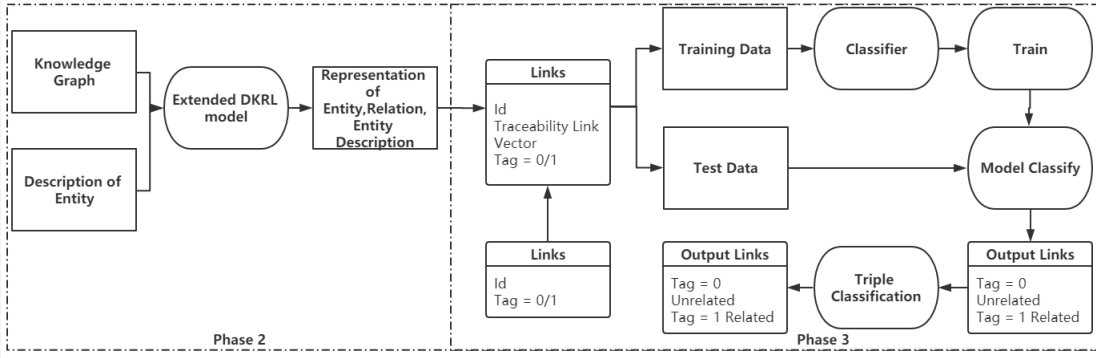 Knowledge
Graph
Description of
Entity
Extended DKRL
model
Representation
of
Entity,Relation,
Entity
Description
Phase 2
Links
Id
Traceability Link
Vector
Tag = 0/1
Links
Id
Tag = 0/1
Training Data
Classifier
Train
Test Data
Model Classify
Output Links
Tag = 0
Unrelated
Tag = 1 Related
Triple
Classification
Output Links
Tag = 0
Unrelated
Tag = 1 Related
Phase 3